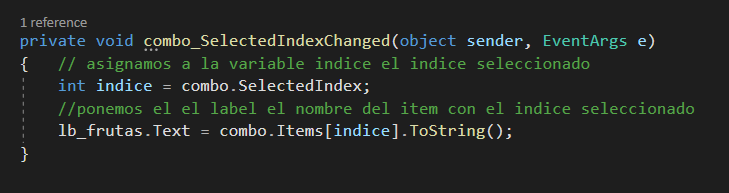 1 reference
private void combo_SelectedIndexChanged(object sender, EventArgs e)
{   // asignamos a la variable indice el indice seleccionado
    int indice = combo.SelectedIndex;
    //ponemos el el label el nombre del item con el indice seleccionado
    lb_frutas.Text = combo.Items[indice].ToString();
}